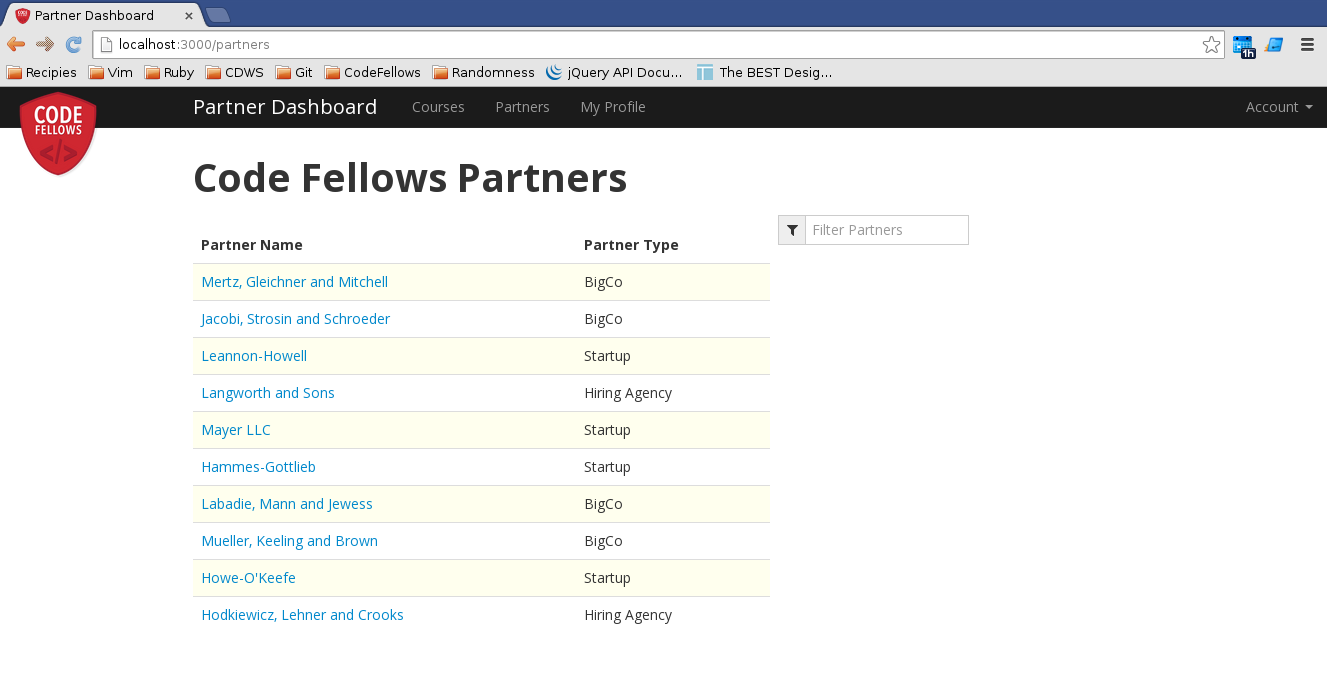 Partner Dashboard
localhost:3000/partners
1h
Recipies Vim Ruby CDWS Git CodeFellows Randomness jQuery API Docu... The BEST Desig...
CODE
FELLOWS
</>
Partner Dashboard Courses Partners My Profile Account
Code Fellows Partners
Filter Partners
Partner Name Partner Type
Mertz, Gleichner and Mitchell BigCo
Jacobi, Strosin and Schroeder BigCo
Leannon-Howell Startup
Langworth and Sons Hiring Agency
Mayer LLC Startup
Hammes-Gottlieb Startup
Labadie, Mann and Jewess BigCo
Mueller, Keeling and Brown BigCo
Howe-O'Keefe Startup
Hodkiewicz, Lehner and Crooks Hiring Agency